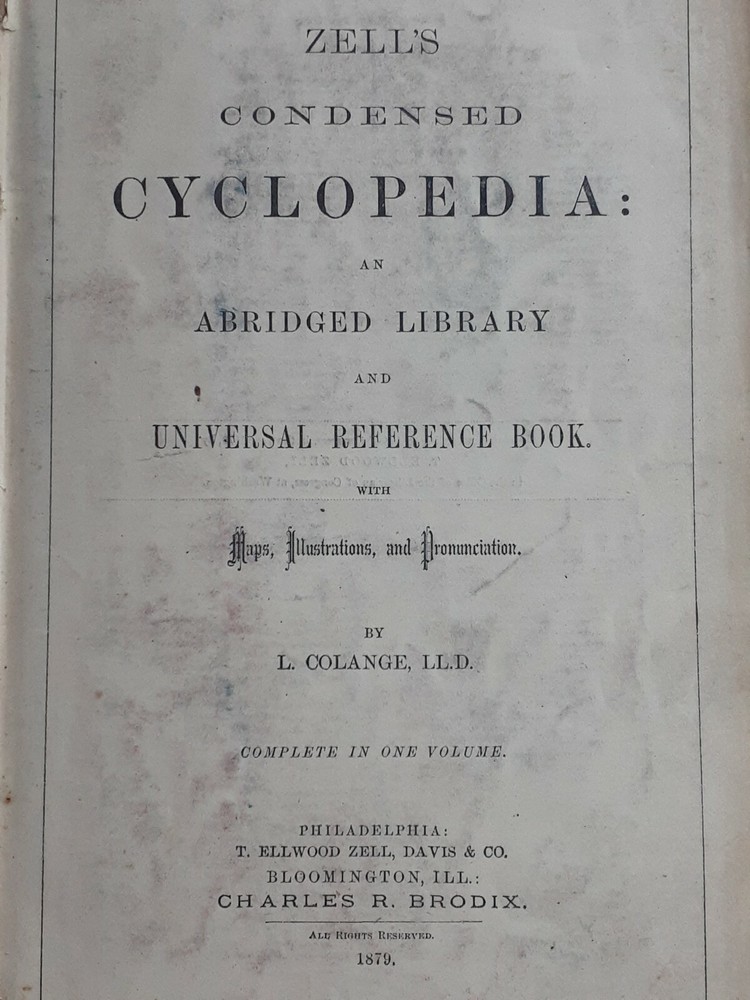 ZELL'S
CONDENSED
CYCLOPEDIA:
AN
ABRIDGED LIBRARY
AND
UNIVERSAL REFERENCE BOOK.
WITH
Maps, Illustrations, and Pronunciation.
BY
L. COLANGE, LL.D.
COMPLETE IN ONE VOLUME.
PHILADELPHIA:
T. ELLWOOD ZELL, DAVIS & CO.
BLOOMINGTON, ILL.:
CHARLES R. BRODIX.
ALL RIGHTS RESERVED.
1879.